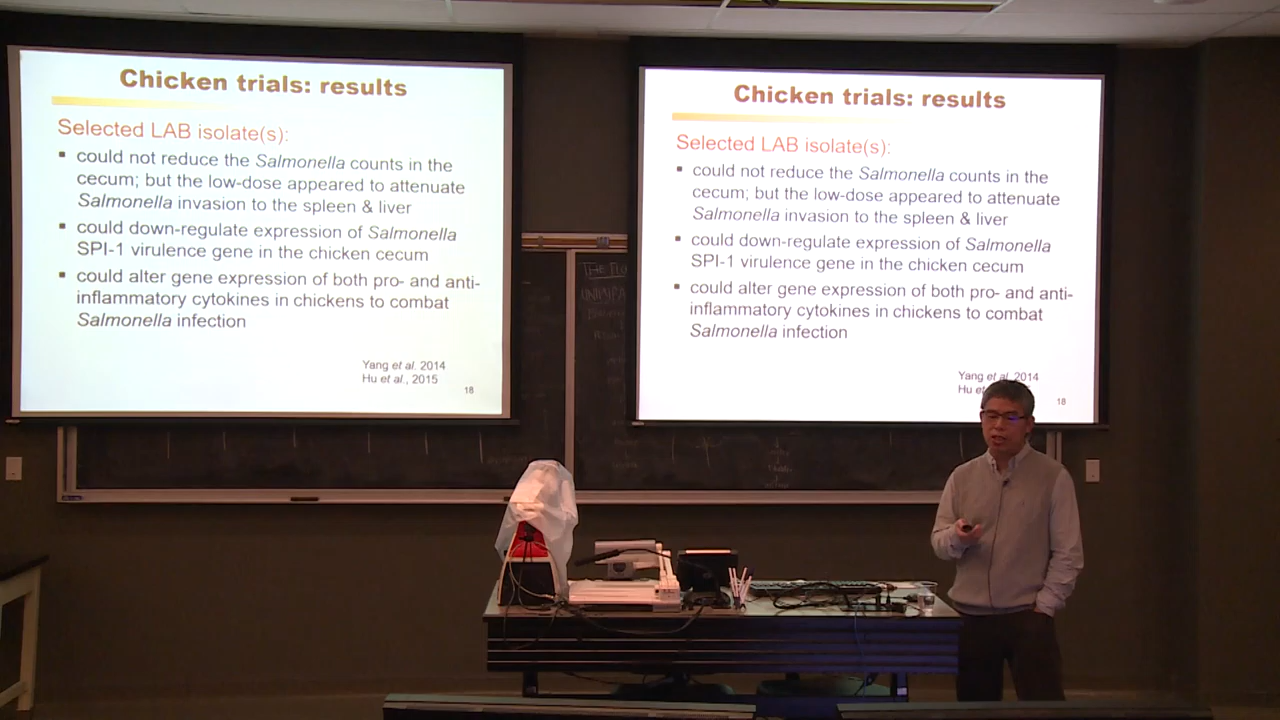 Chicken trials: results
Selected LAB isolate(s):
▪ could not reduce the Salmonella counts in the
cecum; but the low-dose appeared to attenuate
Salmonella invasion to the spleen & liver
▪ could down-regulate expression of Salmonella
SPI-1 virulence gene in the chicken cecum
▪ could alter gene expression of both pro- and anti-
inflammatory cytokines in chickens to combat
Salmonella infection
Yang et al. 2014
Hu et al., 2015
18
Chicken trials: results
Selected LAB isolate(s):
▪ could not reduce the Salmonella counts in the
cecum; but the low-dose appeared to attenuate
Salmonella invasion to the spleen & liver
▪ could down-regulate expression of Salmonella
SPI-1 virulence gene in the chicken cecum
▪ could alter gene expression of both pro- and anti-
inflammatory cytokines in chickens to combat
Salmonella infection
Yang et al. 2014
Hu et
18
THE FLO